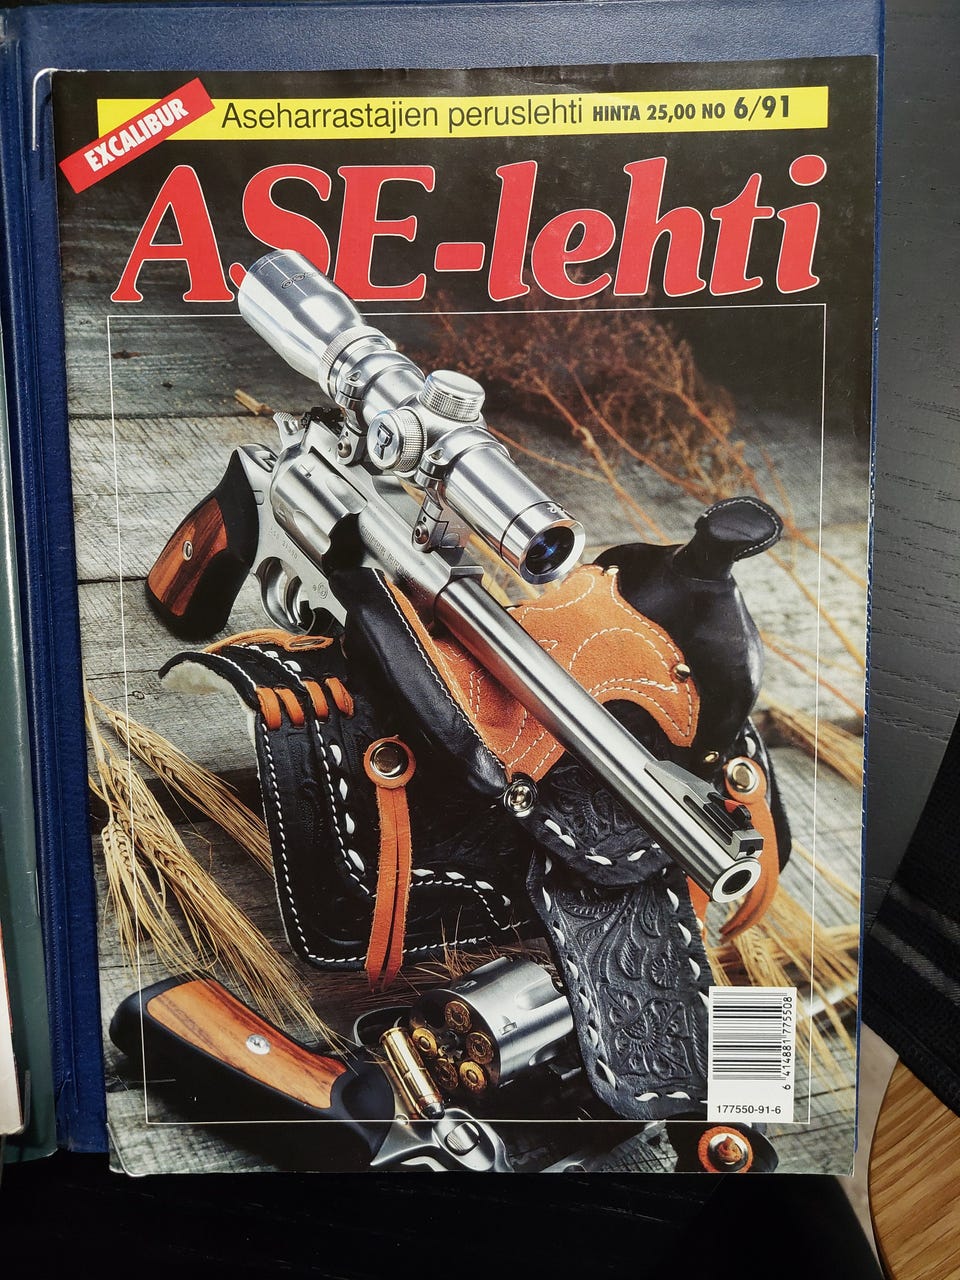 EXCALIBUR
Aseharrastajien peruslehti HINTA 25,00 NO 6/91
ASE-lehti
6 414881 775508
177550-91-6